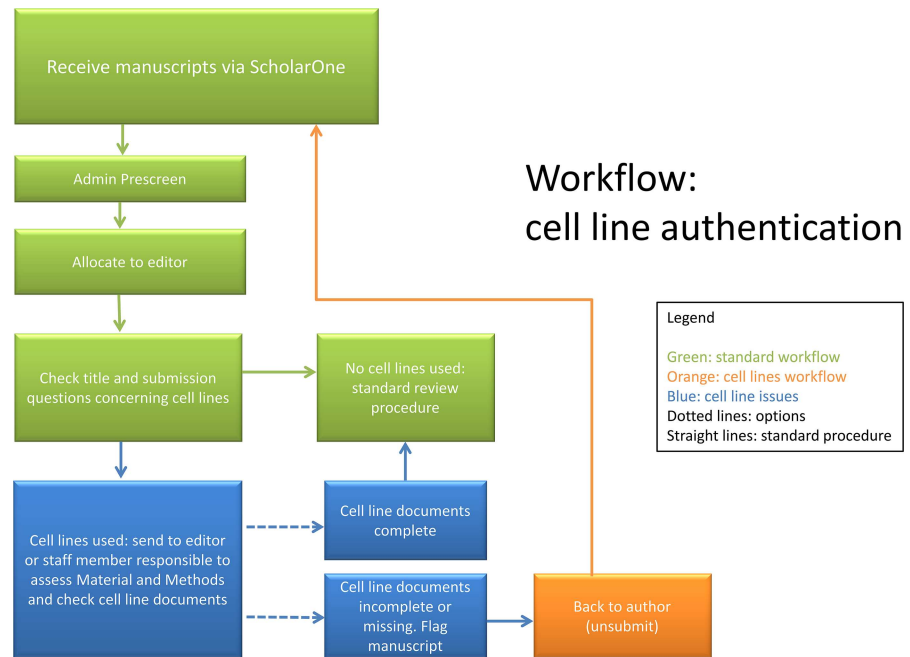 Receive manuscripts via ScholarOne
Admin Prescreen
Workflow:
cell line authentication
Allocate to editor
Legend
Green: standard workflow
Orange: cell lines workflow
Blue: cell line issues
Dotted lines: options
Straight lines: standard procedure
Check title and submission
questions concerning cell lines
No cell lines used:
standard review
procedure
Cell lines used: send to editor
or staff member responsible to
assess Material and Methods
and check cell line documents
Cell line documents
complete
Cell line documents
incomplete or
missing. Flag
manuscript
Back to author
(unsubmit)